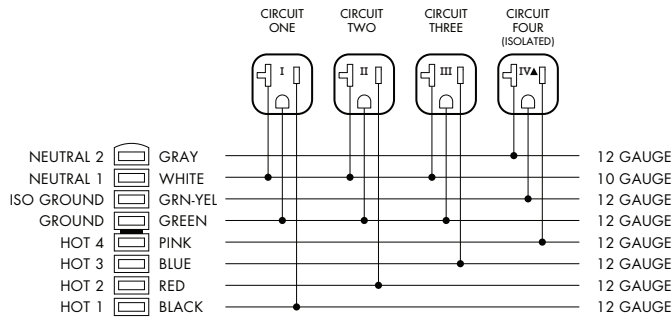 CIRCUIT ONE
CIRCUIT TWO
CIRCUIT THREE
CIRCUIT FOUR (ISOLATED)
I
II
III
IV▲
NEUTRAL 2 GRAY 12 GAUGE
NEUTRAL 1 WHITE 10 GAUGE
ISO GROUND GRN-YEL 12 GAUGE
GROUND GREEN 12 GAUGE
HOT 4 PINK 12 GAUGE
HOT 3 BLUE 12 GAUGE
HOT 2 RED 12 GAUGE
HOT 1 BLACK 12 GAUGE